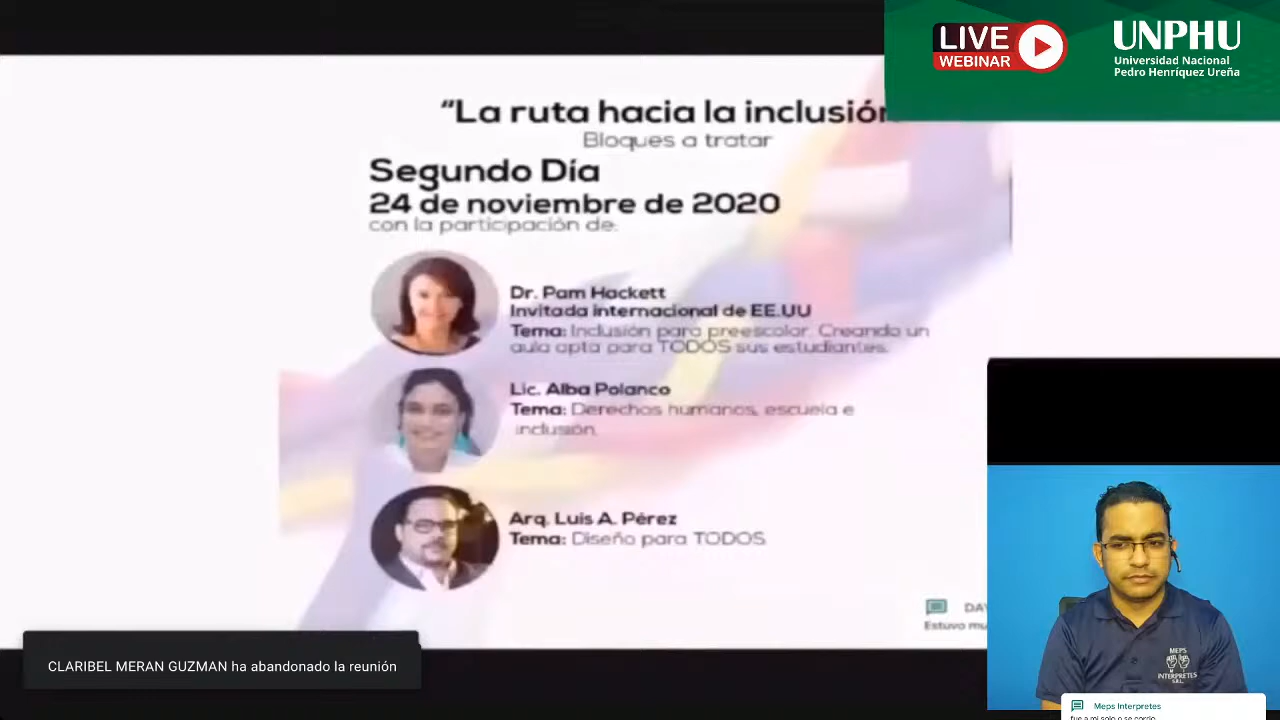 LIVE
WEBINAR
UNPHU
Universidad Nacional
Pedro Henríquez Ureña
“La ruta hacia la inclusión
Bloques a tratar
Segundo Día
24 de noviembre de 2020
con la participación de:
Dr. Pam Hackett
Invitada internacional de EE.UU
Tema: Inclusión para preescolar. Creando un
aula apta para TODOS sus estudiantes.
Lic. Alba Polanco
Tema: Derechos humanos, escuela e
inclusión.
Arq. Luis A. Pérez
Tema: Diseño para TODOS
Estuvo
CLARIBEL MERAN GUZMAN ha abandonado la reunión
MEPS
INTERPRETES
S.R.L.
Meps Interpretes